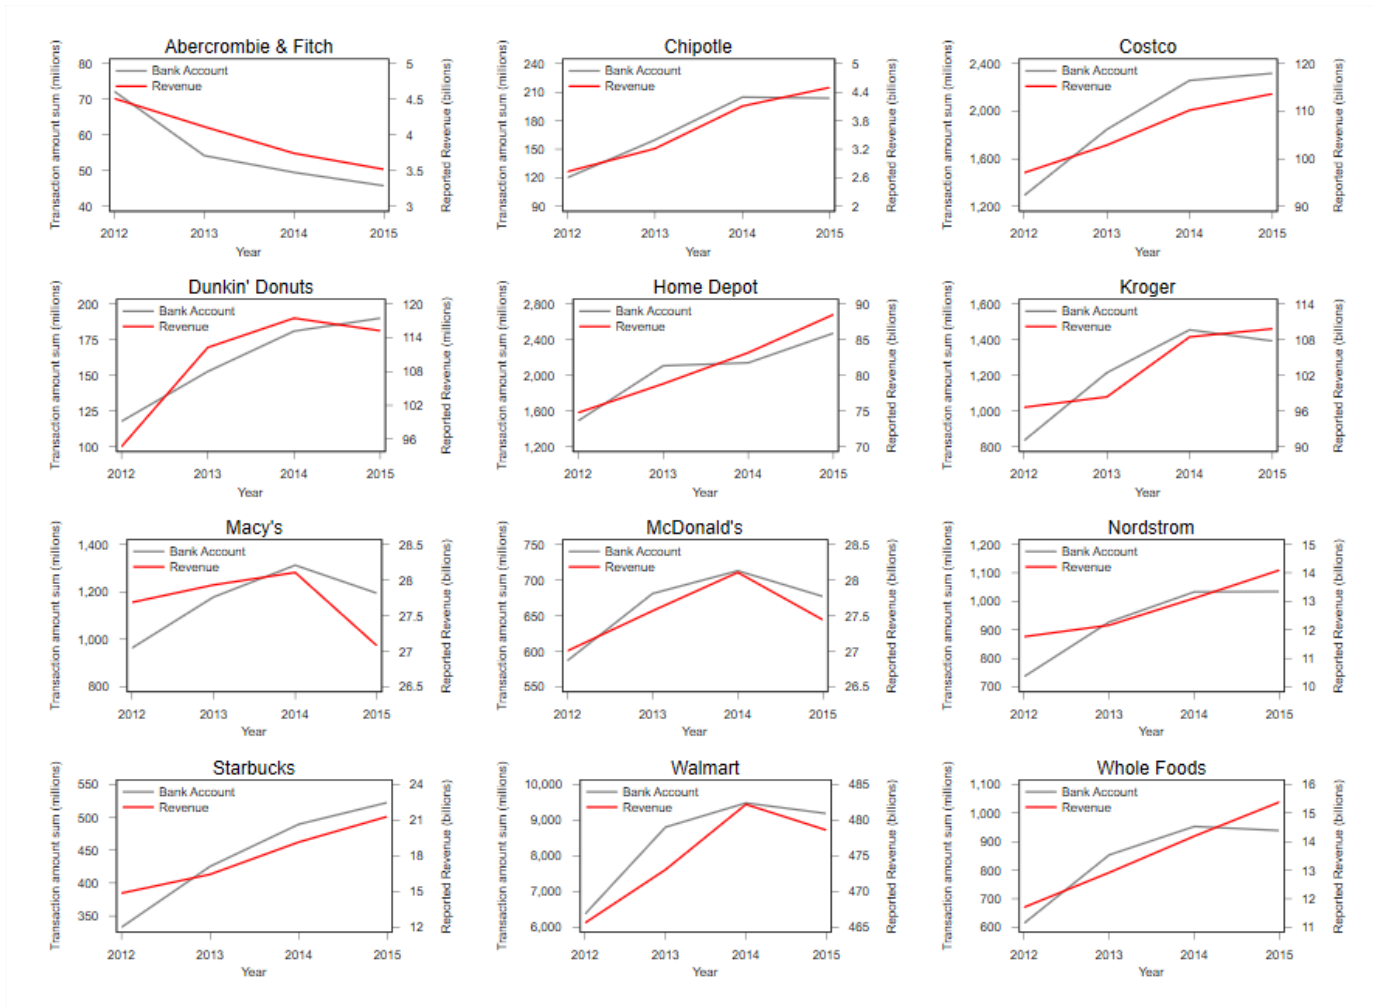 Abercrombie & Fitch
Transaction amount sum (millions)
80
70
60
50
40
Bank Account
Revenue
5
4.5
4
3.5
3
Reported Revenue (billions)
2012 2013 2014 2015
Year
Chipotle
Transaction amount sum (millions)
240
210
180
150
120
90
Bank Account
Revenue
5
4.4
3.8
3.2
2.6
2
Reported Revenue (billions)
2012 2013 2014 2015
Year
Costco
Transaction amount sum (millions)
2,400
2,000
1,600
1,200
Bank Account
Revenue
120
110
100
90
Reported Revenue (billions)
2012 2013 2014 2015
Year
Dunkin' Donuts
Transaction amount sum (millions)
200
175
150
125
100
Bank Account
Revenue
120
114
108
102
96
Reported Revenue (millions)
2012 2013 2014 2015
Year
Home Depot
Transaction amount sum (millions)
2,800
2,400
2,000
1,600
1,200
Bank Account
Revenue
90
85
80
75
70
Reported Revenue (billions)
2012 2013 2014 2015
Year
Kroger
Transaction amount sum (millions)
1,600
1,400
1,200
1,000
800
Bank Account
Revenue
114
108
102
96
90
Reported Revenue (billions)
2012 2013 2014 2015
Year
Macy's
Transaction amount sum (millions)
1,400
1,200
1,000
800
Bank Account
Revenue
28.5
28
27.5
27
26.5
Reported Revenue (billions)
2012 2013 2014 2015
Year
McDonald's
Transaction amount sum (millions)
750
700
650
600
550
Bank Account
Revenue
28.5
28
27.5
27
26.5
Reported Revenue (billions)
2012 2013 2014 2015
Year
Nordstrom
Transaction amount sum (millions)
1,200
1,100
1,000
900
800
700
Bank Account
Revenue
15
14
13
12
11
10
Reported Revenue (billions)
2012 2013 2014 2015
Year
Starbucks
Transaction amount sum (millions)
550
500
450
400
350
Bank Account
Revenue
24
21
18
15
12
Reported Revenue (billions)
2012 2013 2014 2015
Year
Walmart
Transaction amount sum (millions)
10,000
9,000
8,000
7,000
6,000
Bank Account
Revenue
485
480
475
470
465
Reported Revenue (billions)
2012 2013 2014 2015
Year
Whole Foods
Transaction amount sum (millions)
1,100
1,000
900
800
700
600
Bank Account
Revenue
16
15
14
13
12
11
Reported Revenue (billions)
2012 2013 2014 2015
Year